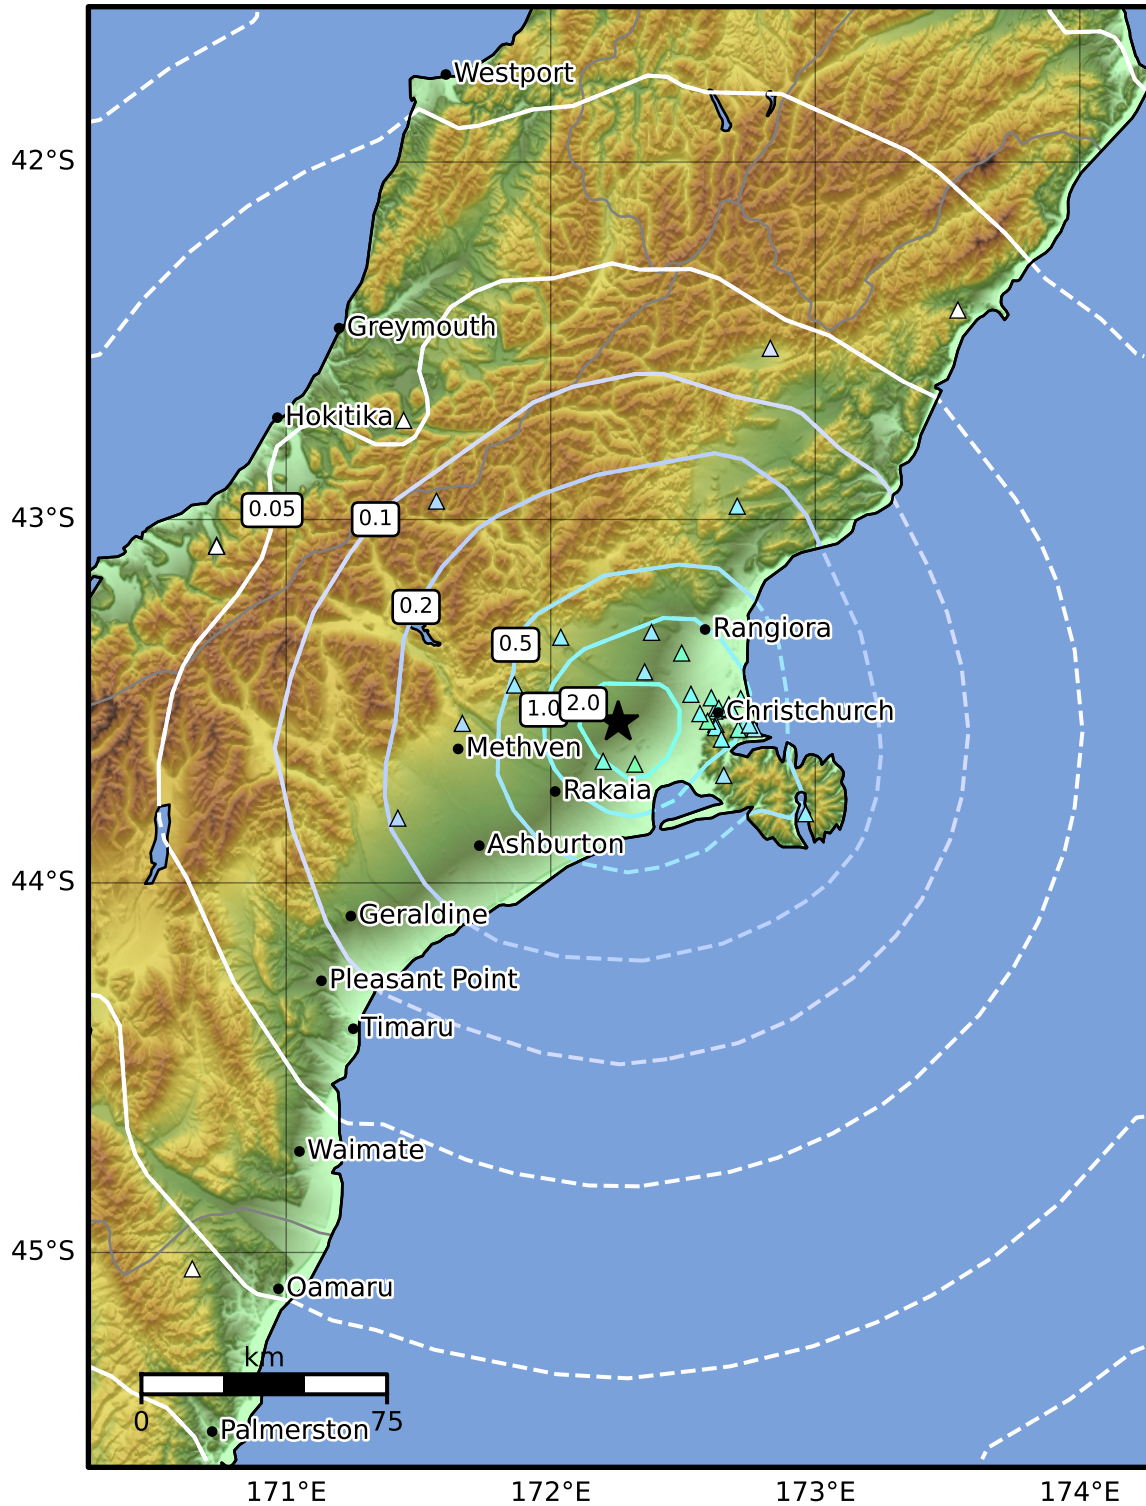 Westport
42°S
Greymouth
Hokitika
0.05
0.1
43°S
0.2
Rangiora
0.5
1.0
2.0
Christchurch
Methven
Rakaia
Ashburton
44°S
Geraldine
Pleasant Point
Timaru
Waimate
45°S
Oamaru
km
0
75
Palmerston
171°E
172°E
173°E
174°E